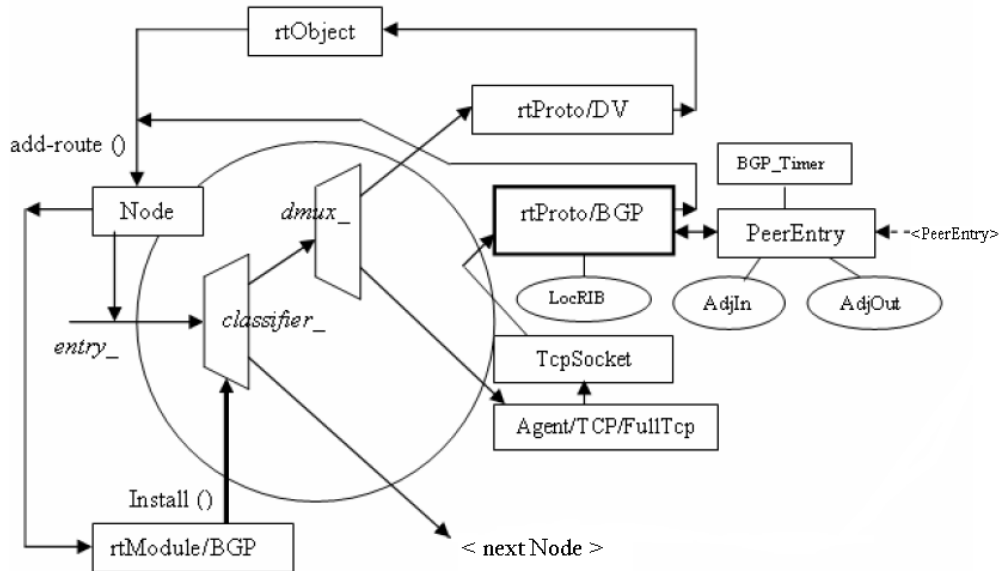 rtObject
rtProto/DV
add-route ()
BGP_Timer
Node
dmux_
rtProto/BGP
PeerEntry
<PeerEntry>
LocRIB
AdjIn
AdjOut
classifier_
entry_
TcpSocket
Agent/TCP/FullTcp
Install ()
rtModule/BGP
< next Node >